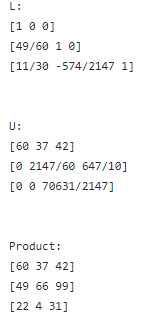 L:
[1 0 0]
[49/60 1 0]
[11/30 -574/2147 1]
U:
[60 37 42]
[0 2147/60 647/10]
[0 0 70631/2147]
Product:
[60 37 42]
[49 66 99]
[22 4 31]